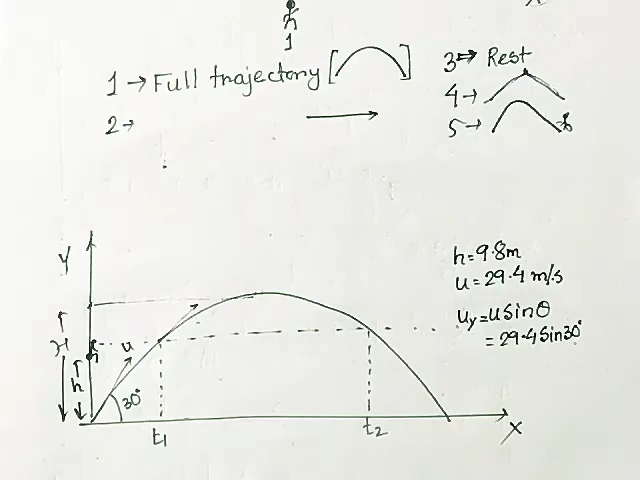 1
1 → Full trajectory [ ]
3 ⇒ Rest
2 →
4 →
5 →
Y
h = 9.8m
u = 29.4 m/s
uy = u sinθ
= 29.4 sin30°
H
u
h
30°
t1
t2
X